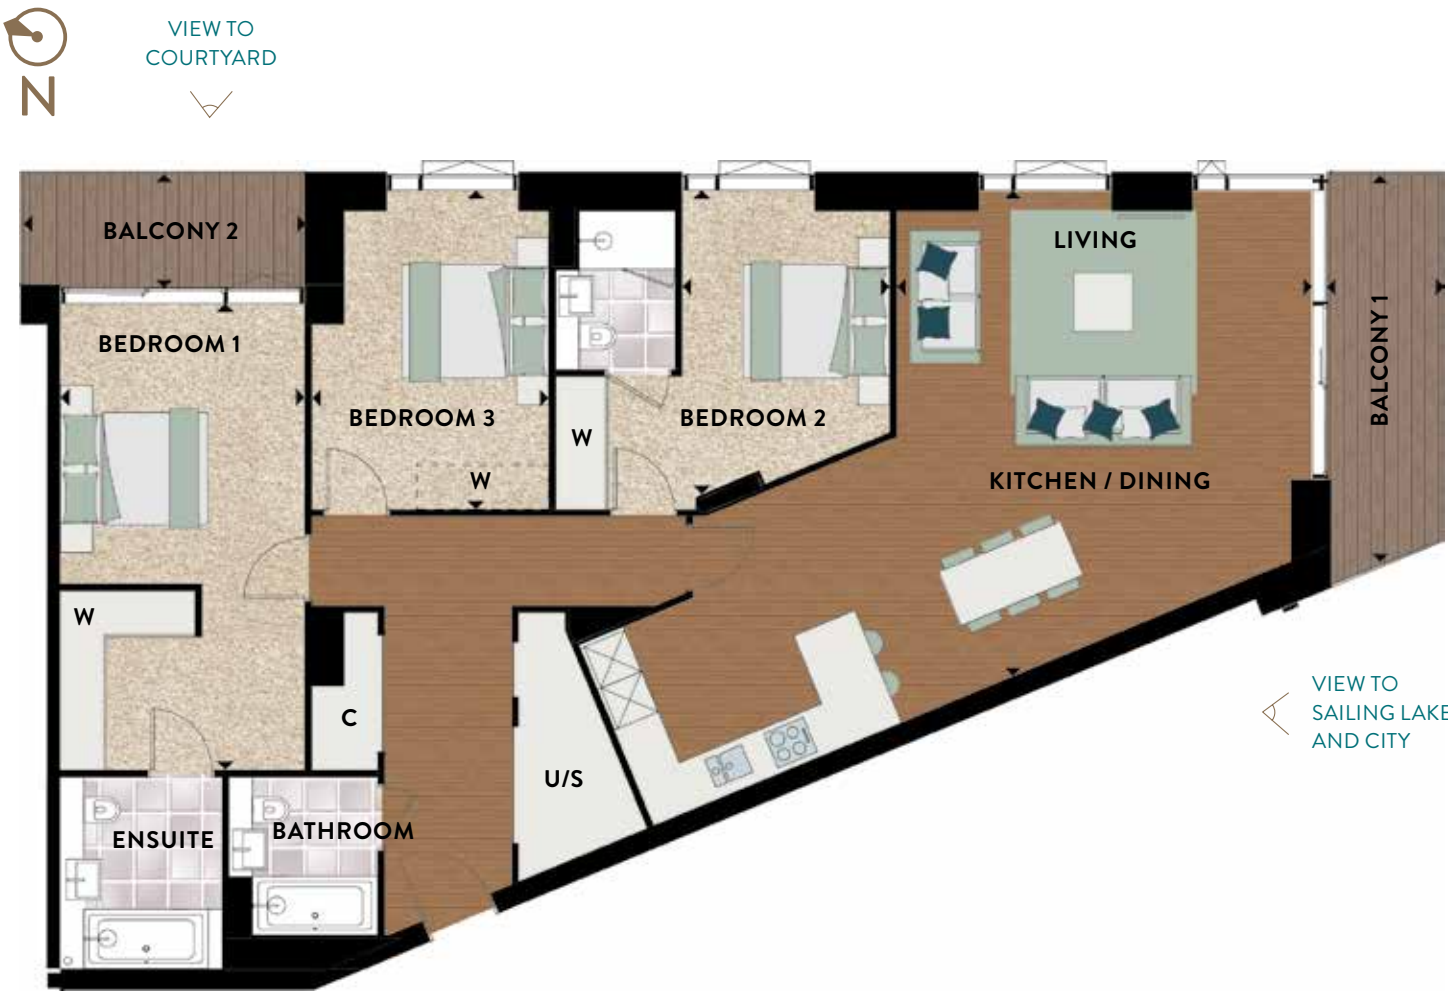 N
VIEW TO
COURTYARD
BALCONY 2
BEDROOM 1
BEDROOM 3
W
W
BEDROOM 2
LIVING
KITCHEN / DINING
BALCONY 1
W
C
U/S
ENSUITE
BATHROOM
VIEW TO
SAILING LAKE
AND CITY